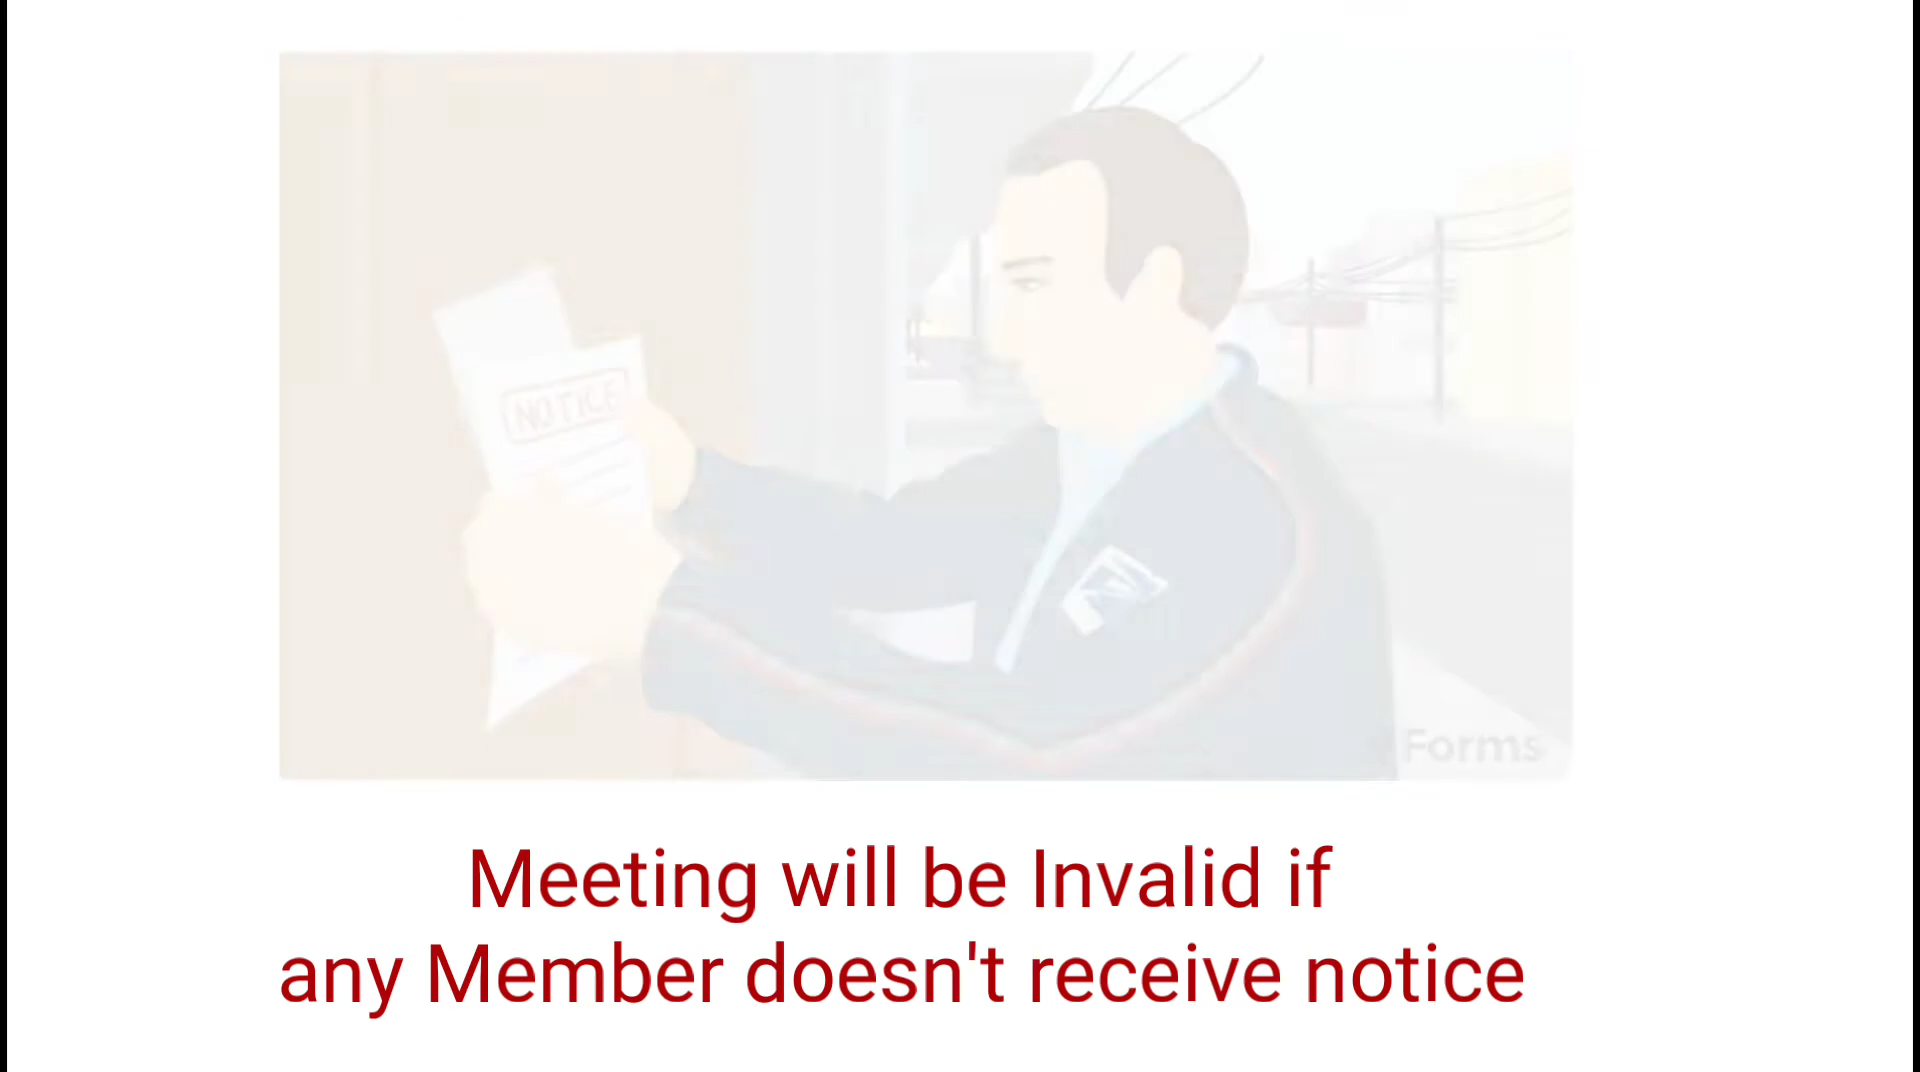 NOTICE
Forms
Meeting will be Invalid if
any Member doesn't receive notice